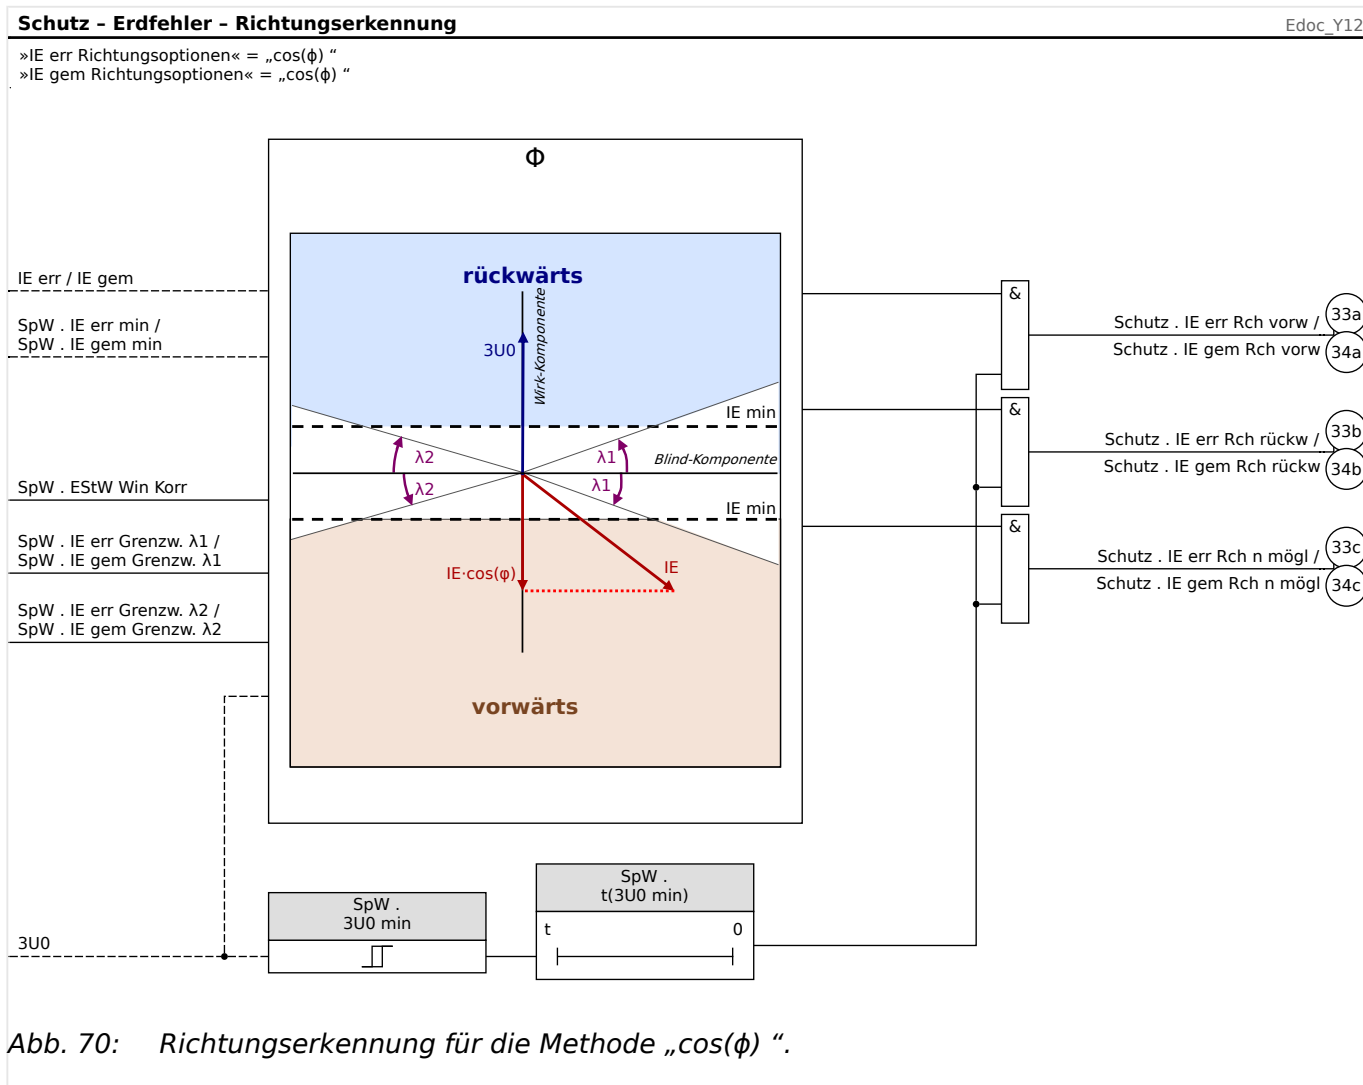 Schutz – Erdfehler – Richtungserkennung
Edoc_Y12
»IE err Richtungsoptionen« = „cos(ϕ) “
»IE gem Richtungsoptionen« = „cos(ϕ) “
Φ
rückwärts
Wirk-Komponente
3U0
IE min
λ2
λ1
Blind-Komponente
λ2
λ1
IE min
IE·cos(φ)
IE
vorwärts
IE err / IE gem
SpW . IE err min /
SpW . IE gem min
SpW . EStW Win Korr
SpW . IE err Grenzw. λ1 /
SpW . IE gem Grenzw. λ1
SpW . IE err Grenzw. λ2 /
SpW . IE gem Grenzw. λ2
3U0
SpW .
3U0 min
SpW .
t(3U0 min)
t
0
&
Schutz . IE err Rch vorw /
33a
Schutz . IE gem Rch vorw
34a
&
Schutz . IE err Rch rückw /
33b
Schutz . IE gem Rch rückw
34b
&
Schutz . IE err Rch n mögl /
33c
Schutz . IE gem Rch n mögl
34c
Abb. 70: Richtungserkennung für die Methode „cos(ϕ) “.